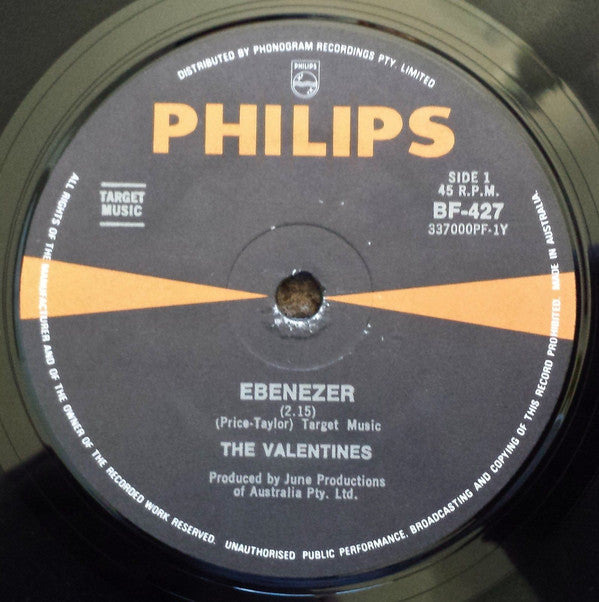 DISTRIBUTED BY PHONOGRAM RECORDINGS PTY. LIMITED
PHILIPS
PHILIPS
TARGET
MUSIC
SIDE 1
45 R.P.M.
BF-427
337000PF-1Y
EBENEZER
(2.15)
(Price-Taylor) Target Music
THE VALENTINES
Produced by June Productions
of Australia Pty. Ltd.
ALL RIGHTS OF THE MANUFACTURER AND OF THE OWNER OF THE RECORDED WORK RESERVED. UNAUTHORISED PUBLIC PERFORMANCE, BROADCASTING AND COPYING OF THIS RECORD PROHIBITED. MADE IN AUSTRALIA.